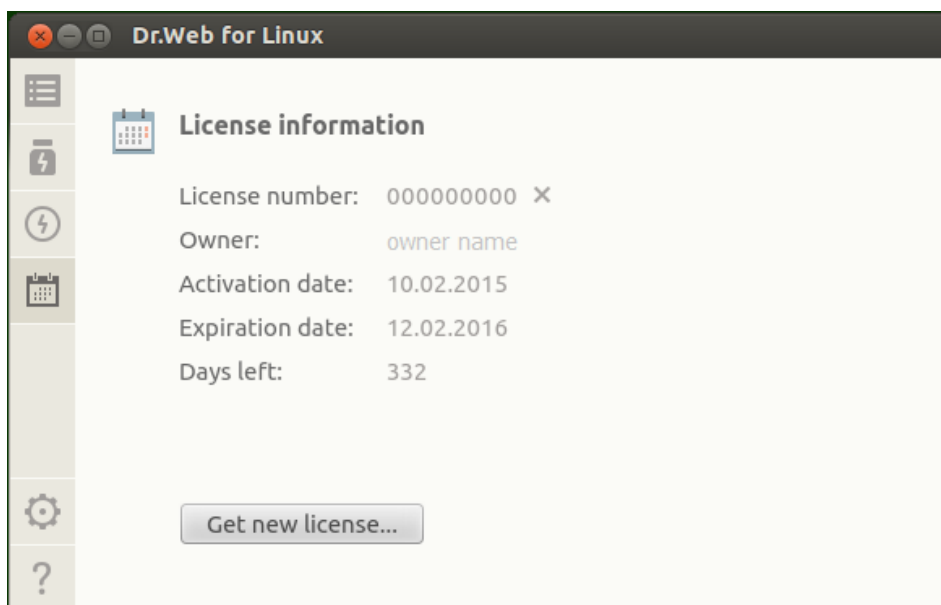 Dr.Web for Linux
License information
License number: 000000000
Owner: owner name
Activation date: 10.02.2015
Expiration date: 12.02.2016
Days left: 332
Get new license...
?